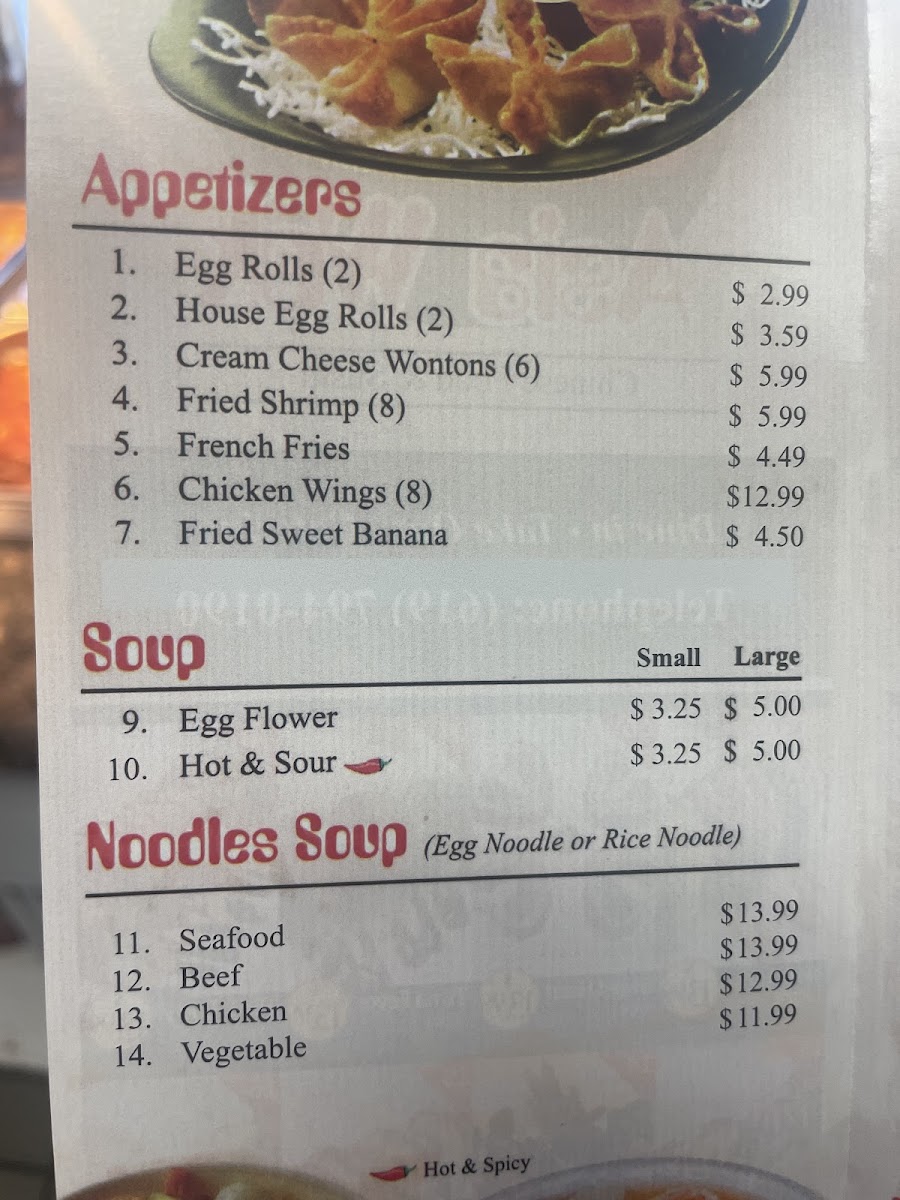 Appetizers
1. Egg Rolls (2) $ 2.99
2. House Egg Rolls (2) $ 3.59
3. Cream Cheese Wontons (6) $ 5.99
4. Fried Shrimp (8) $ 5.99
5. French Fries $ 4.49
6. Chicken Wings (8) $12.99
7. Fried Sweet Banana $ 4.50
Telephone: (619) 794-0190
Soup Small Large
9. Egg Flower $ 3.25 $ 5.00
10. Hot & Sour $ 3.25 $ 5.00
Noodles Soup (Egg Noodle or Rice Noodle)
11. Seafood $13.99
12. Beef $13.99
13. Chicken $12.99
14. Vegetable $11.99
Hot & Spicy